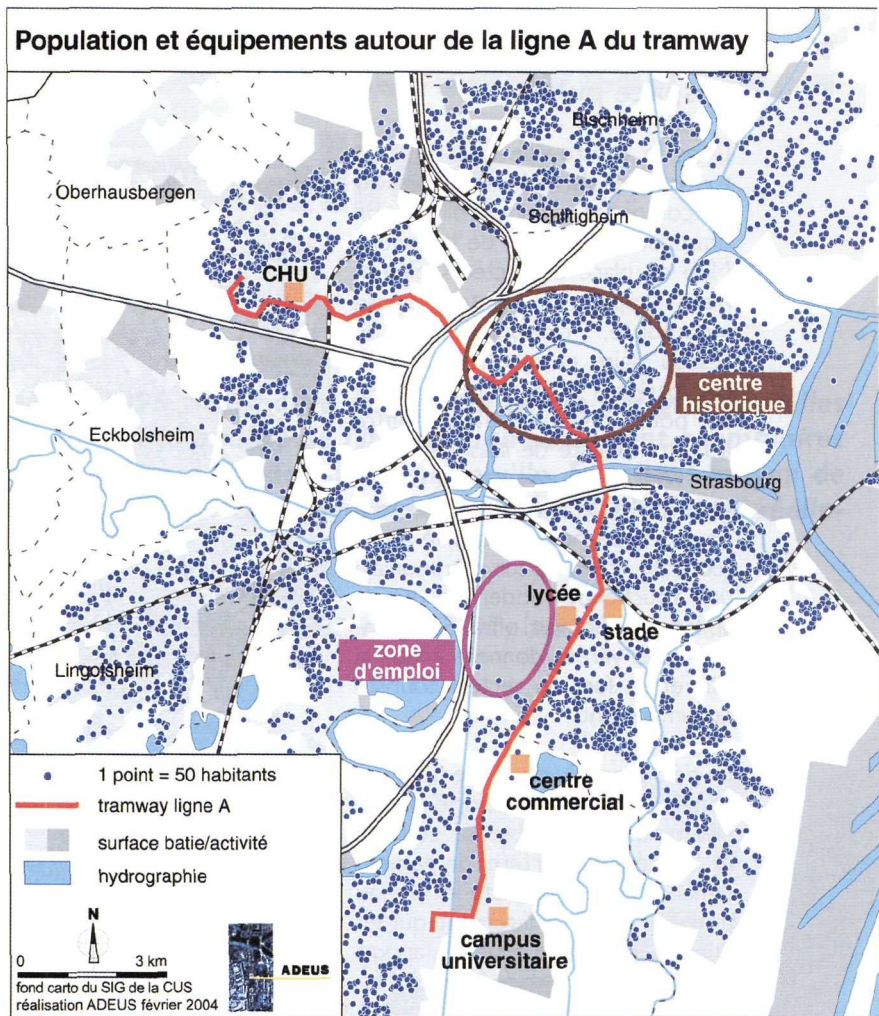 Population et équipements autour de la ligne A du tramway
Bischheim
Oberhausbergen
Schiltigheim
CHU
centre
historique
Eckbolsheim
Strasbourg
lycée
stade
zone
d'emploi
Lingolsheim
centre
commercial
campus
universitaire
1 point = 50 habitants
tramway ligne A
surface batie/activité
hydrographie
N
0 3 km
ADEUS
fond carto du SIG de la CUS
réalisation ADEUS février 2004